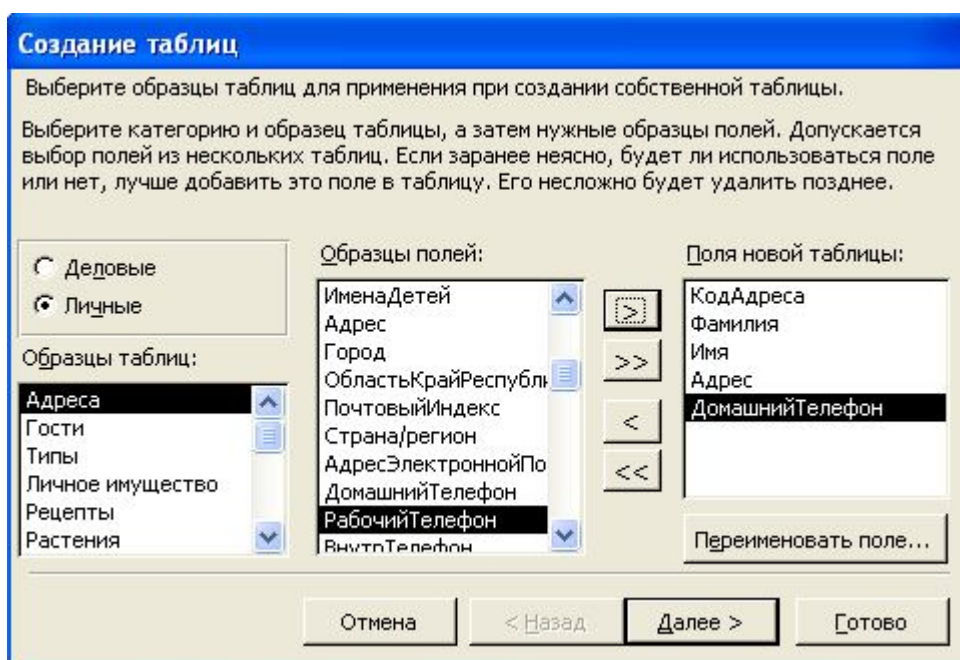 Создание таблиц
Выберите образцы таблиц для применения при создании собственной таблицы.
Выберите категорию и образец таблицы, а затем нужные образцы полей. Допускается
выбор полей из нескольких таблиц. Если заранее неясно, будет ли использоваться поле
или нет, лучше добавить это поле в таблицу. Его несложно будет удалить позднее.
Деловые
Личные
Образцы таблиц:
Адреса
Гости
Типы
Личное имущество
Рецепты
Растения
Образцы полей:
ИменаДетей
Адрес
Город
ОбластьКрайРеспубли
ПочтовыйИндекс
Страна/регион
АдресЭлектроннойПо
ДомашнийТелефон
РабочийТелефон
ВнутрТелефон
>
>>
<
<<
Поля новой таблицы:
КодАдреса
Фамилия
Имя
Адрес
ДомашнийТелефон
Переименовать поле...
Отмена
< Назад
Далее >
Готово